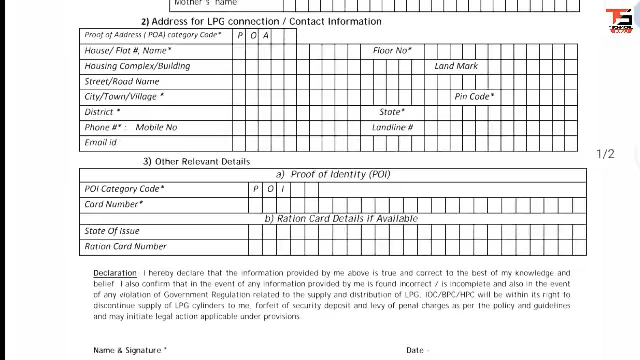 Mother's name
2) Address for LPG connection / Contact Information
Proof of Address ( POA) category Code* P O A
House/ Flat #, Name* Floor No*
Housing Complex/Building Land Mark
Street/Road Name
City/Town/Village * Pin Code*
District * State*
Phone #* : Mobile No Landline #
Email id
3) Other Relevant Details
a) Proof of Identity (POI)
POI Category Code* P O I
Card Number*
b) Ration Card Details if Available
State Of Issue
Ration Card Number
Declaration : I hereby declare that the information provided by me above is true and correct to the best of my knowledge and
belief. I also confirm that in the event of any information provided by me is found incorrect / is incomplete and also in the event
of any violation of Government Regulation related to the supply and distribution of LPG, IOC/BPC/HPC will be within its right to
discontinue supply of LPG cylinders to me, forfeit of security deposit and levy of penal charges as per the policy and guidelines
and may initiate legal action applicable under provisions.
Name & Signature * Date -
1/2
TS